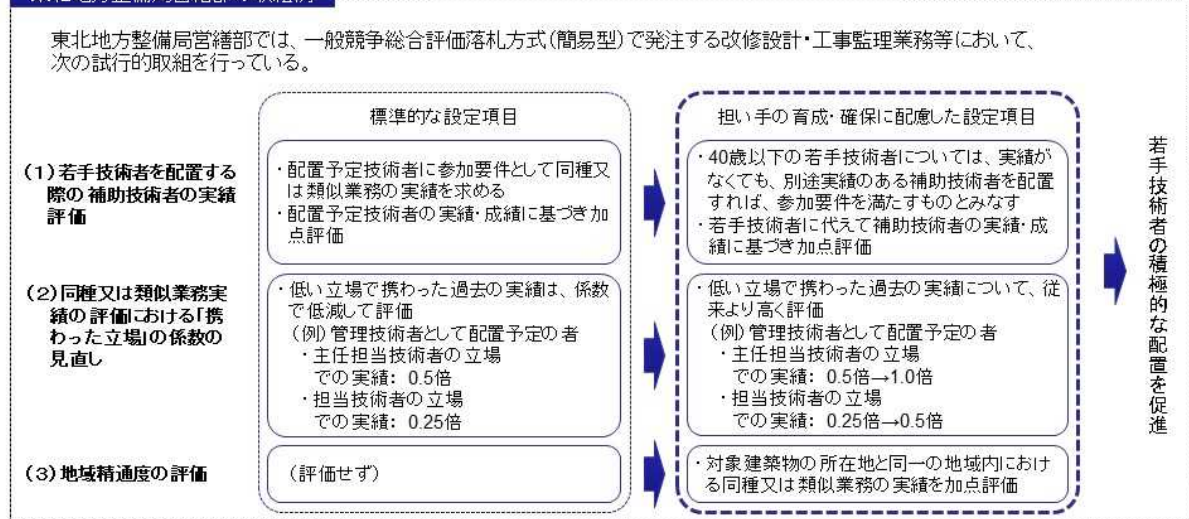 東北地方整備局営繕部では、一般競争総合評価落札方式(簡易型)で発注する改修設計・工事監理業務等において、
次の試行的取組を行っている。
標準的な設定項目
担い手の育成・確保に配慮した設定項目
(1)若手技術者を配置する
際の補助技術者の実績
評価
・配置予定技術者に参加要件として同種又
は類似業務の実績を求める
・配置予定技術者の実績・成績に基づき加
点評価
・40歳以下の若手技術者については、実績が
なくても、別途実績のある補助技術者を配置
すれば、参加要件を満たすものとみなす
・若手技術者に代えて補助技術者の実績・成
績に基づき加点評価
(2)同種又は類似業務実
績の評価における「携
わった立場」の係数の
見直し
・低い立場で携わった過去の実績は、係数
で低減して評価
(例)管理技術者として配置予定の者
・主任担当技術者の立場
での実績: 0.5倍
・担当技術者の立場
での実績: 0.25倍
・低い立場で携わった過去の実績について、従
来より高く評価
(例)管理技術者として配置予定の者
・主任担当技術者の立場
での実績: 0.5倍→1.0倍
・担当技術者の立場
での実績: 0.25倍→0.5倍
(3)地域精通度の評価
(評価せず)
・対象建築物の所在地と同一の地域内におけ
る同種又は類似業務の実績を加点評価
若手技術者の積極的な配置を促進